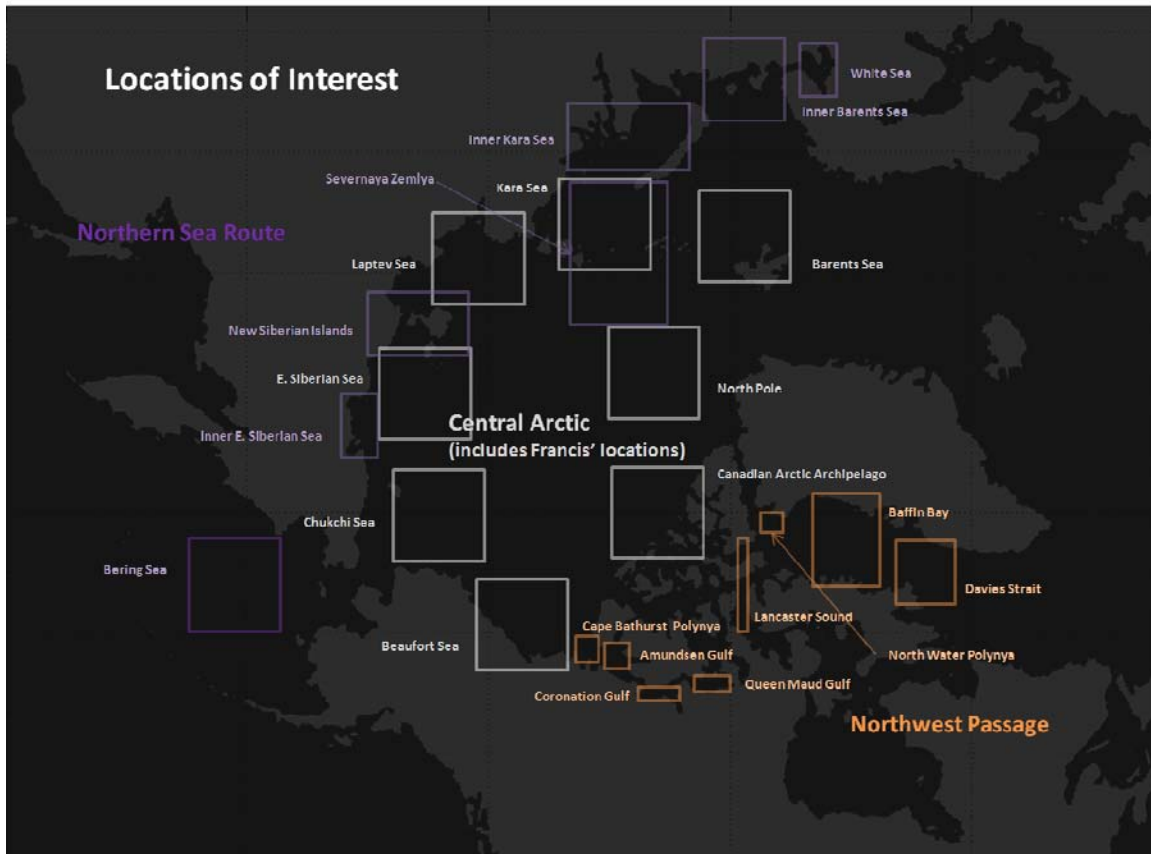 Locations of Interest
White Sea
Inner Barents Sea
Inner Kara Sea
Severnaya Zemlya
Kara Sea
Northern Sea Route
Laptev Sea
Barents Sea
New Siberian Islands
E. Siberian Sea
North Pole
Central Arctic
(includes Francis' locations)
Inner E. Siberian Sea
Canadian Arctic Archipelago
Chukchi Sea
Baffin Bay
Bering Sea
Davies Strait
Lancaster Sound
Cape Bathurst Polynya
Beaufort Sea
Amundsen Gulf
North Water Polynya
Queen Maud Gulf
Coronation Gulf
Northwest Passage